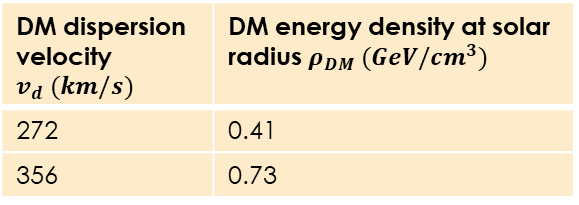 DM dispersion DM energy density at solar
velocity radius ρ_DM (GeV/cm³)
v_d (km/s)
272 0.41
356 0.73